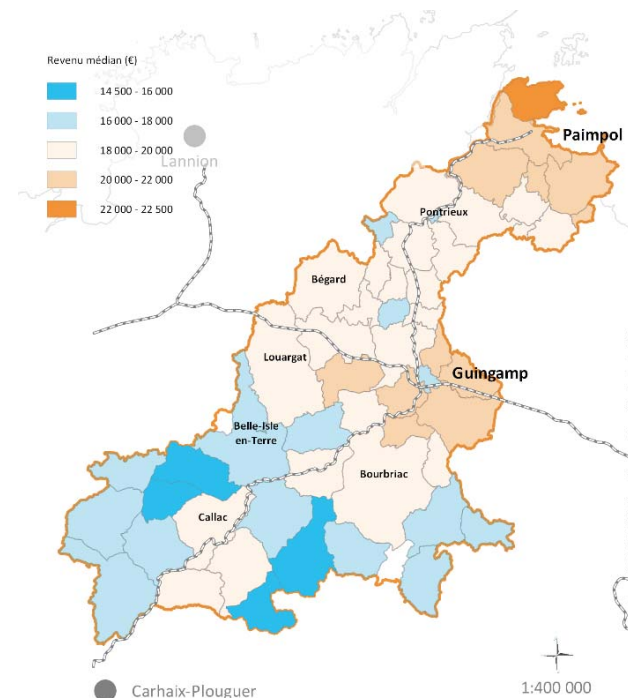 Revenu médian (€)
14 500 - 16 000
16 000 - 18 000
18 000 - 20 000
20 000 - 22 000
22 000 - 22 500
Lannion
Paimpol
Pontrieux
Bégard
Louargat
Guingamp
Belle-Isle
en-Terre
Bourbriac
Callac
Carhaix-Plouguer
1:400 000